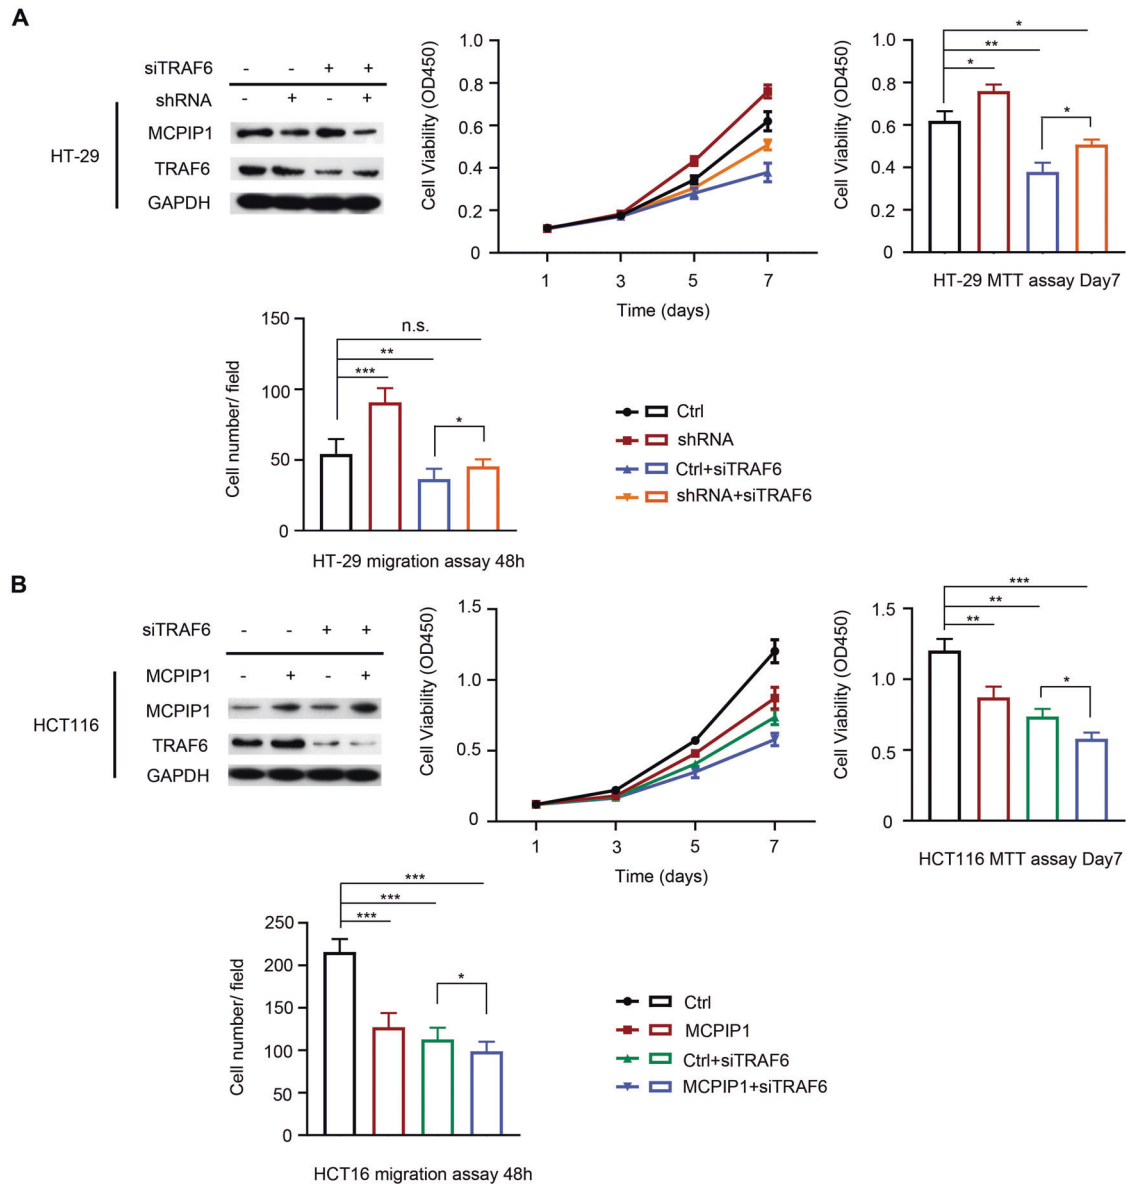 A
siTRAF6 - - + +
shRNA - + - +
HT-29
MCPIP1
TRAF6
GAPDH
Cell Viability (OD450)
1.0
0.8
0.6
0.4
0.2
0
1 3 5 7
Time (days)
Cell Viability (OD450)
1.0
0.8
0.6
0.4
0.2
0
*
**
*
*
HT-29 MTT assay Day7
Cell number/ field
150
100
50
0
n.s.
**
***
*
HT-29 migration assay 48h
Ctrl
shRNA
Ctrl+siTRAF6
shRNA+siTRAF6
B
siTRAF6 - - + +
MCPIP1 - + - +
HCT116
MCPIP1
TRAF6
GAPDH
Cell Viability (OD450)
1.5
1.0
0.5
0
1 3 5 7
Time (days)
Cell Viability (OD450)
1.5
1.0
0.5
0
***
**
**
*
HCT116 MTT assay Day7
Cell number/ field
250
200
150
100
50
0
***
***
***
*
HCT16 migration assay 48h
Ctrl
MCPIP1
Ctrl+siTRAF6
MCPIP1+siTRAF6